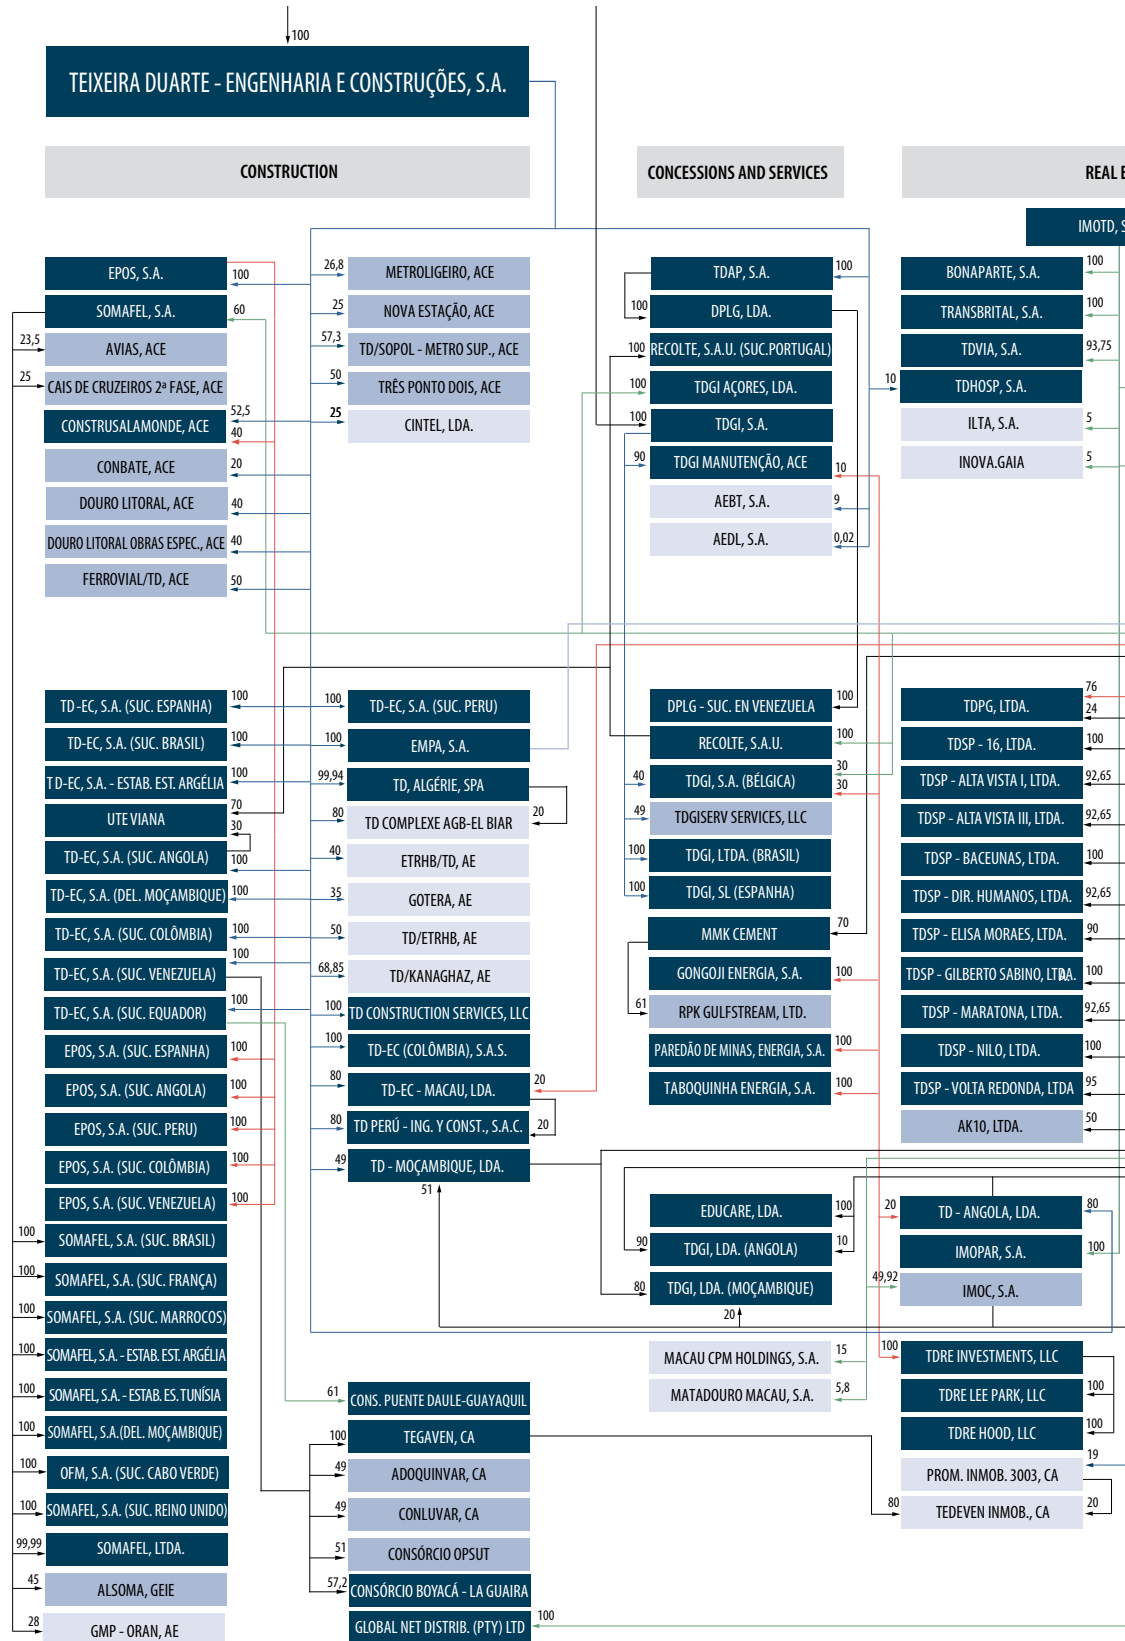 100
TEIXEIRA DUARTE - ENGENHARIA E CONSTRUÇÕES, S.A.
CONSTRUCTION
CONCESSIONS AND SERVICES
REAL E
IMOTD, S
EPOS, S.A.
100
SOMAFEL, S.A.
60
23,5
AVIAS, ACE
25
CAIS DE CRUZEIROS 2ª FASE, ACE
CONSTRUSALAMONDE, ACE
52,5
40
CONBATE, ACE
20
DOURO LITORAL, ACE
40
DOURO LITORAL OBRAS ESPEC., ACE
40
FERROVIAL/TD, ACE
50
26,8
METROLIGEIRO, ACE
25
NOVA ESTAÇÃO, ACE
57,3
TD/SOPOL - METRO SUP., ACE
50
TRÊS PONTO DOIS, ACE
25
CINTEL, LDA.
TDAP, S.A.
100
100
DPLG, LDA.
100
RECOLTE, S.A.U. (SUC.PORTUGAL)
100
TDGI AÇORES, LDA.
100
TDGI, S.A.
90
TDGI MANUTENÇÃO, ACE
10
AEBT, S.A.
9
AEDL, S.A.
0,02
BONAPARTE, S.A.
100
TRANSBRITAL, S.A.
100
TDVIA, S.A.
93,75
10
TDHOSP, S.A.
ILTA, S.A.
5
INOVA.GAIA
5
TD-EC, S.A. (SUC. ESPANHA)
100
TD-EC, S.A. (SUC. BRASIL)
100
TD-EC, S.A. - ESTAB. EST. ARGÉLIA
100
UTE VIANA
70
30
TD-EC, S.A. (SUC. ANGOLA)
100
TD-EC, S.A. (DEL. MOÇAMBIQUE)
100
TD-EC, S.A. (SUC. COLÔMBIA)
100
TD-EC, S.A. (SUC. VENEZUELA)
100
TD-EC, S.A. (SUC. EQUADOR)
100
EPOS, S.A. (SUC. ESPANHA)
100
EPOS, S.A. (SUC. ANGOLA)
100
EPOS, S.A. (SUC. PERU)
100
EPOS, S.A. (SUC. COLÔMBIA)
100
EPOS, S.A. (SUC. VENEZUELA)
100
100
SOMAFEL, S.A. (SUC. BRASIL)
100
SOMAFEL, S.A. (SUC. FRANÇA)
100
SOMAFEL, S.A. (SUC. MARROCOS)
100
SOMAFEL, S.A. - ESTAB. EST. ARGÉLIA
100
SOMAFEL, S.A. - ESTAB. ES. TUNÍSIA
100
SOMAFEL, S.A.(DEL. MOÇAMBIQUE)
100
OFM, S.A. (SUC. CABO VERDE)
100
SOMAFEL, S.A. (SUC. REINO UNIDO)
99,99
SOMAFEL, LTDA.
45
ALSOMA, GEIE
28
GMP - ORAN, AE
100
TD-EC, S.A. (SUC. PERU)
100
EMPA, S.A.
99,94
TD, ALGÉRIE, SPA
80
TD COMPLEXE AGB-EL BIAR
20
40
ETRHB/TD, AE
35
GOTERA, AE
50
TD/ETRHB, AE
68,85
TD/KANAGHAZ, AE
100
TD CONSTRUCTION SERVICES, LLC
100
TD-EC (COLÔMBIA), S.A.S.
80
TD-EC - MACAU, LDA.
20
80
TD PERÚ - ING. Y CONST., S.A.C.
20
49
TD - MOÇAMBIQUE, LDA.
51
61
CONS. PUENTE DAULE-GUAYAQUIL
100
TEGAVEN, CA
49
ADOQUINVAR, CA
49
CONLUVAR, CA
51
CONSÓRCIO OPSUT
57,2
CONSÓRCIO BOYACÁ - LA GUAIRA
GLOBAL NET DISTRIB. (PTY) LTD
100
DPLG - SUC. EN VENEZUELA
100
RECOLTE, S.A.U.
100
40
TDGI, S.A. (BÉLGICA)
30
30
49
TDGISERV SERVICES, LLC
100
TDGI, LTDA. (BRASIL)
100
TDGI, SL (ESPANHA)
MMK CEMENT
70
GONGOJI ENERGIA, S.A.
100
61
RPK GULFSTREAM, LTD.
PAREDÃO DE MINAS, ENERGIA, S.A.
100
TABOQUINHA ENERGIA, S.A.
100
EDUCARE, LDA.
100
90
TDGI, LDA. (ANGOLA)
10
80
TDGI, LDA. (MOÇAMBIQUE)
20
MACAU CPM HOLDINGS, S.A.
15
MATADOURO MACAU, S.A.
5,8
TDPG, LTDA.
76
24
TDSP - 16, LTDA.
100
TDSP - ALTA VISTA I, LTDA.
92,65
TDSP - ALTA VISTA III, LTDA.
92,65
TDSP - BACEUNAS, LTDA.
100
TDSP - DIR. HUMANOS, LTDA.
92,65
TDSP - ELISA MORAES, LTDA.
90
TDSP - GILBERTO SABINO, LTDA.
100
TDSP - MARATONA, LTDA.
92,65
TDSP - NILO, LTDA.
100
TDSP - VOLTA REDONDA, LTDA
95
AK10, LTDA.
50
20
TD - ANGOLA, LDA.
80
IMOPAR, S.A.
100
49,92
IMOC, S.A.
100
TDRE INVESTMENTS, LLC
TDRE LEE PARK, LLC
100
TDRE HOOD, LLC
100
PROM. INMOB. 3003, CA
19
80
TEDEVEN INMOB., CA
20